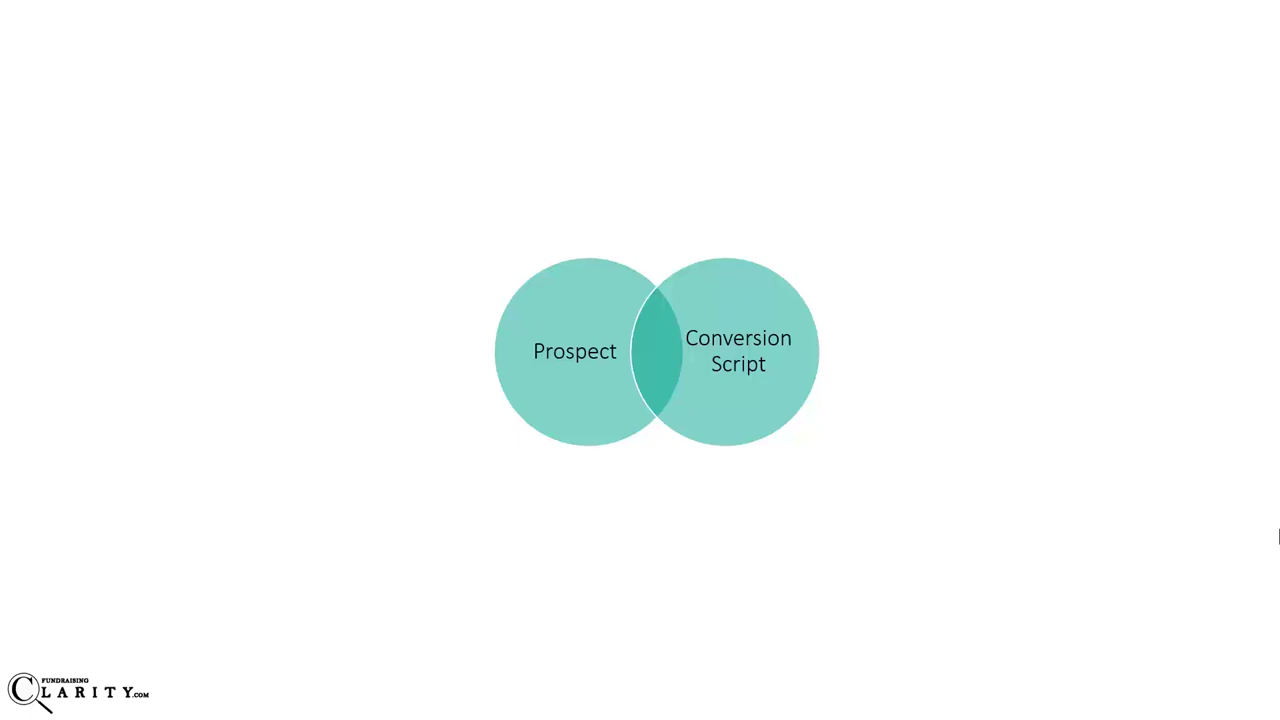 Prospect
Conversion
Script
FUNDRAISING
CLARITY.COM